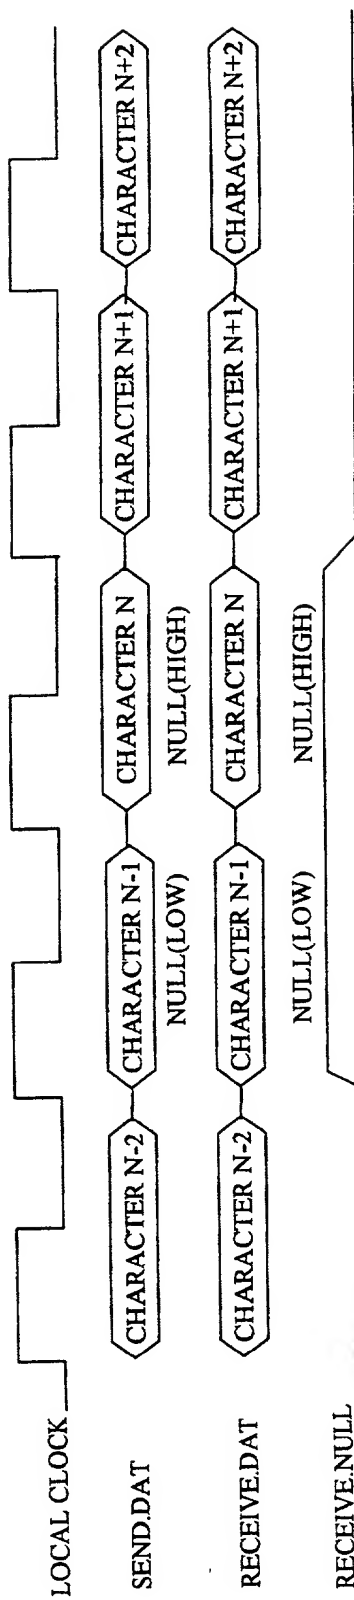 LOCAL CLOCK
SEND.DAT
CHARACTER N-2
CHARACTER N-1
CHARACTER N
CHARACTER N+1
CHARACTER N+2
NULL(LOW)
NULL(HIGH)
RECEIVE.DAT
CHARACTER N-2
CHARACTER N-1
CHARACTER N
CHARACTER N+1
CHARACTER N+2
NULL(LOW)
NULL(HIGH)
RECEIVE.NULL